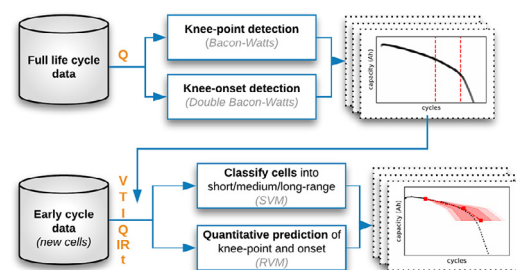 Full life cycle
data
Q
Knee-point detection
(Bacon-Watts)
Knee-onset detection
(Double Bacon-Watts)
capacity (Ah)
cycles
Early cycle
data
(new cells)
V
T
I
Q
IR
t
Classify cells into
short/medium/long-range
(SVM)
Quantitative prediction of
knee-point and onset
(RVM)
capacity (Ah)
cycles